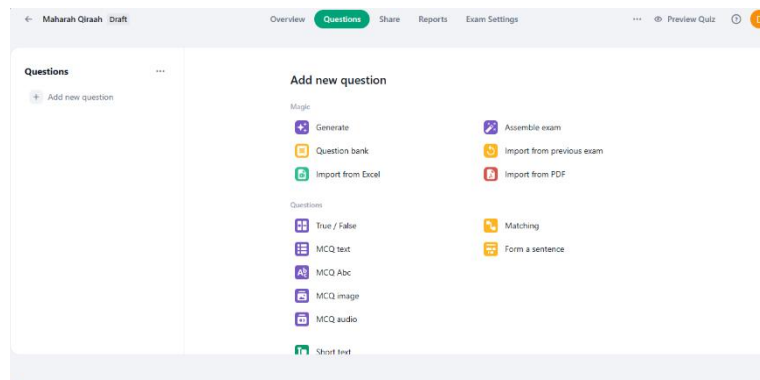 ← Maharah Qiraah Draft Overview Questions Share Reports Exam Settings ... Preview Quiz ?
Questions ...
+ Add new question
Add new question
Magic
Generate Assemble exam
Question bank Import from previous exam
Import from Excel Import from PDF
Questions
True / False Matching
MCQ text Form a sentence
MCQ Abc
MCQ image
MCQ audio
Short text